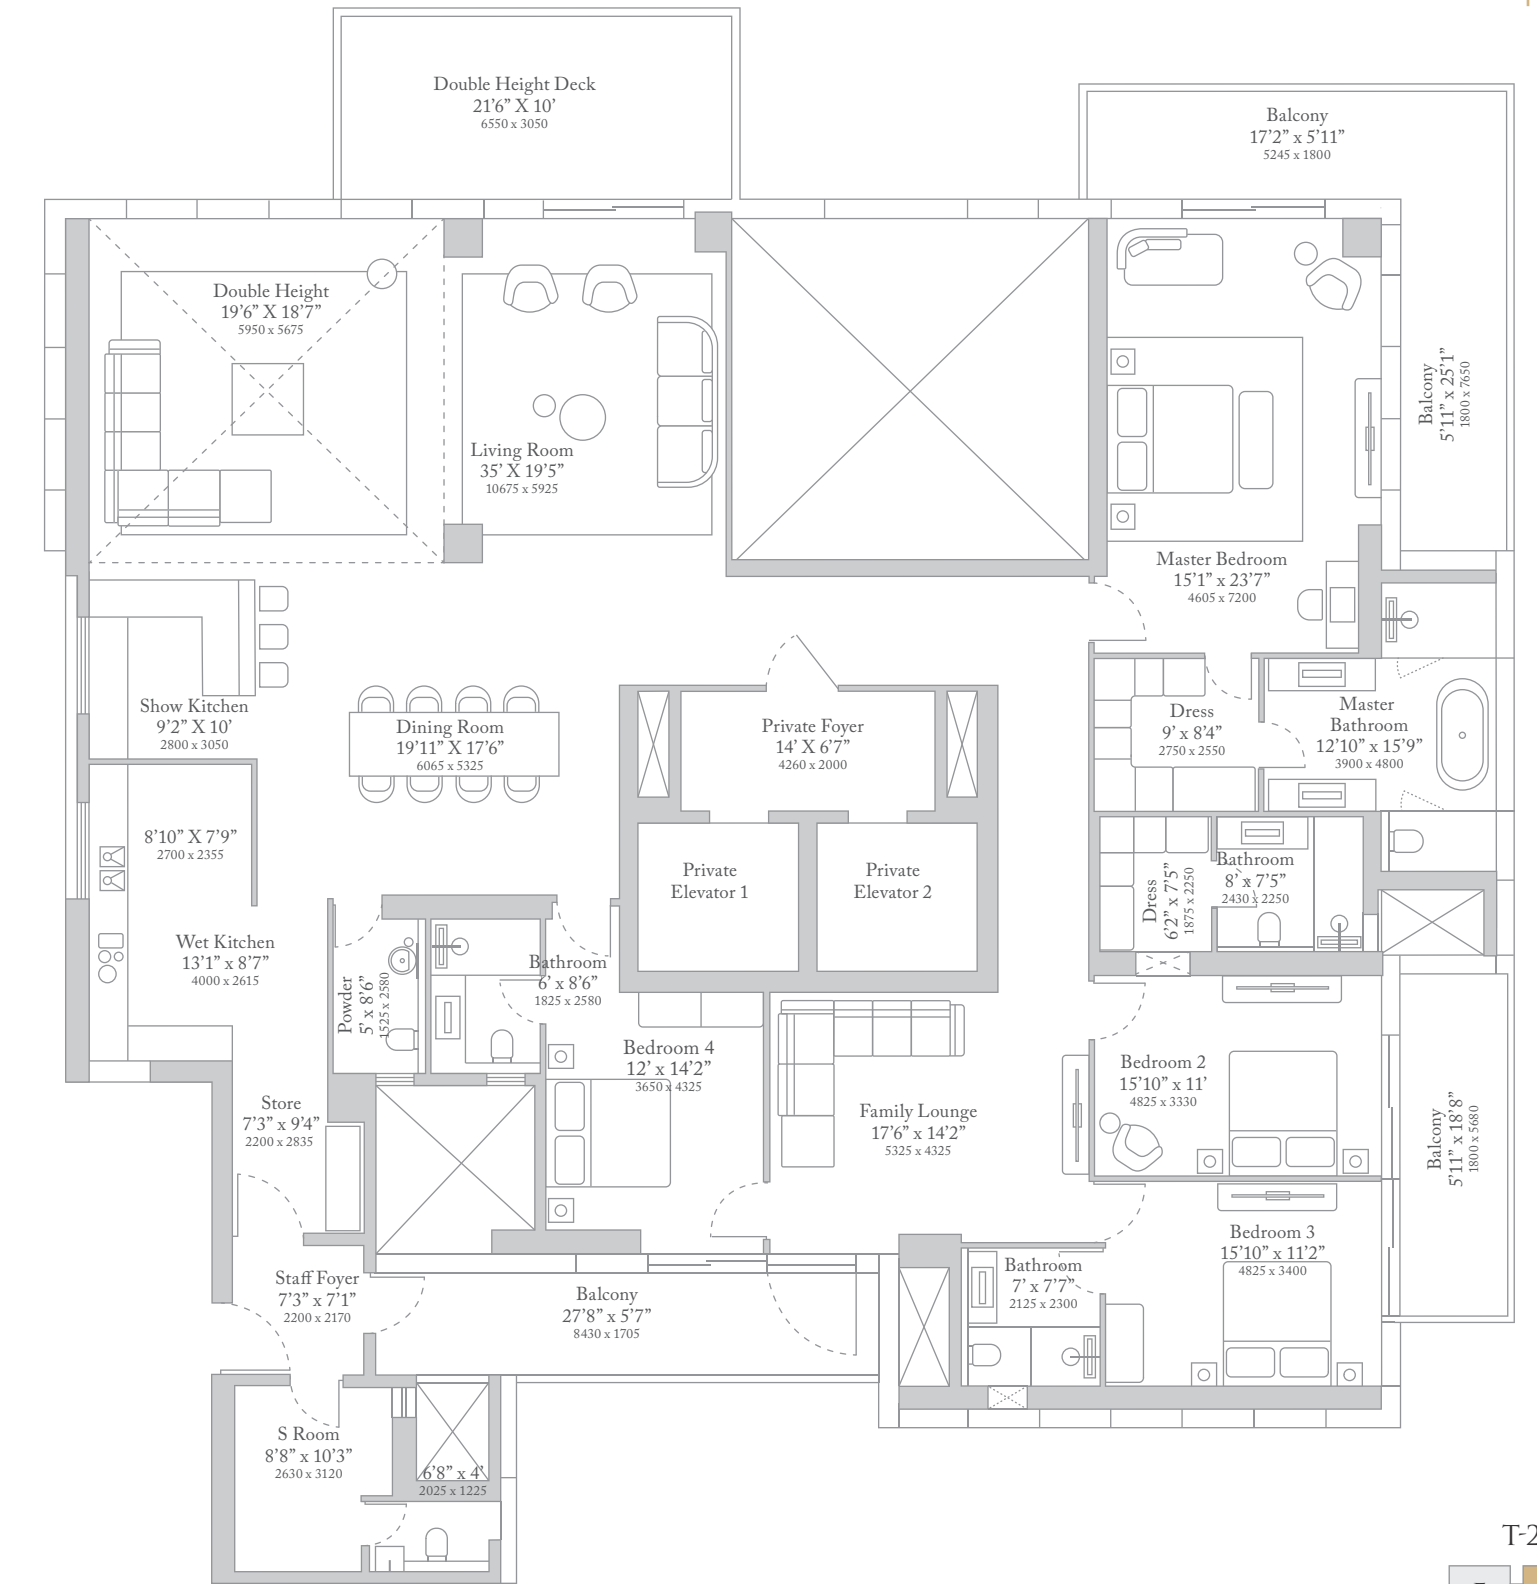 Double Height Deck
21’6” X 10’
6550 x 3050
Balcony
17’2” x 5’11”
5245 x 1800
Double Height
19’6” X 18’7”
5950 x 5675
Balcony
5’11” x 25’1”
1800 x 7650
Living Room
35’ X 19’5”
10675 x 5925
Master Bedroom
15’1” x 23’7”
4605 x 7200
Show Kitchen
9’2” X 10’
2800 x 3050
Dining Room
19’11” X 17’6”
6065 x 5325
Private Foyer
14’ X 6’7”
4260 x 2000
Dress
9’ x 8’4”
2750 x 2550
Master
Bathroom
12’10” x 15’9”
3900 x 4800
8’10” X 7’9”
2700 x 2355
Private
Elevator 1
Private
Elevator 2
Dress
6’2” x 7’5”
1875 x 2250
Bathroom
8’ x 7’5”
2430 x 2250
Wet Kitchen
13’1” x 8’7”
4000 x 2615
Powder
5’ x 8’6”
1525 x 2580
Bathroom
6’ x 8’6”
1825 x 2580
Bedroom 4
12’ x 14’2”
3650 x 4325
Family Lounge
17’6” x 14’2”
5325 x 4325
Bedroom 2
15’10” x 11’
4825 x 3330
Store
7’3” x 9’4”
2200 x 2835
Balcony
5’11” x 18’8”
1800 x 5680
Bedroom 3
15’10” x 11’2”
4825 x 3400
Staff Foyer
7’3” x 7’1”
2200 x 2170
Balcony
27’8” x 5’7”
8430 x 1705
Bathroom
7’ x 7’7”
2125 x 2300
S Room
8’8” x 10’3”
2630 x 3120
6’8” x 4’
2025 x 1225
T-2